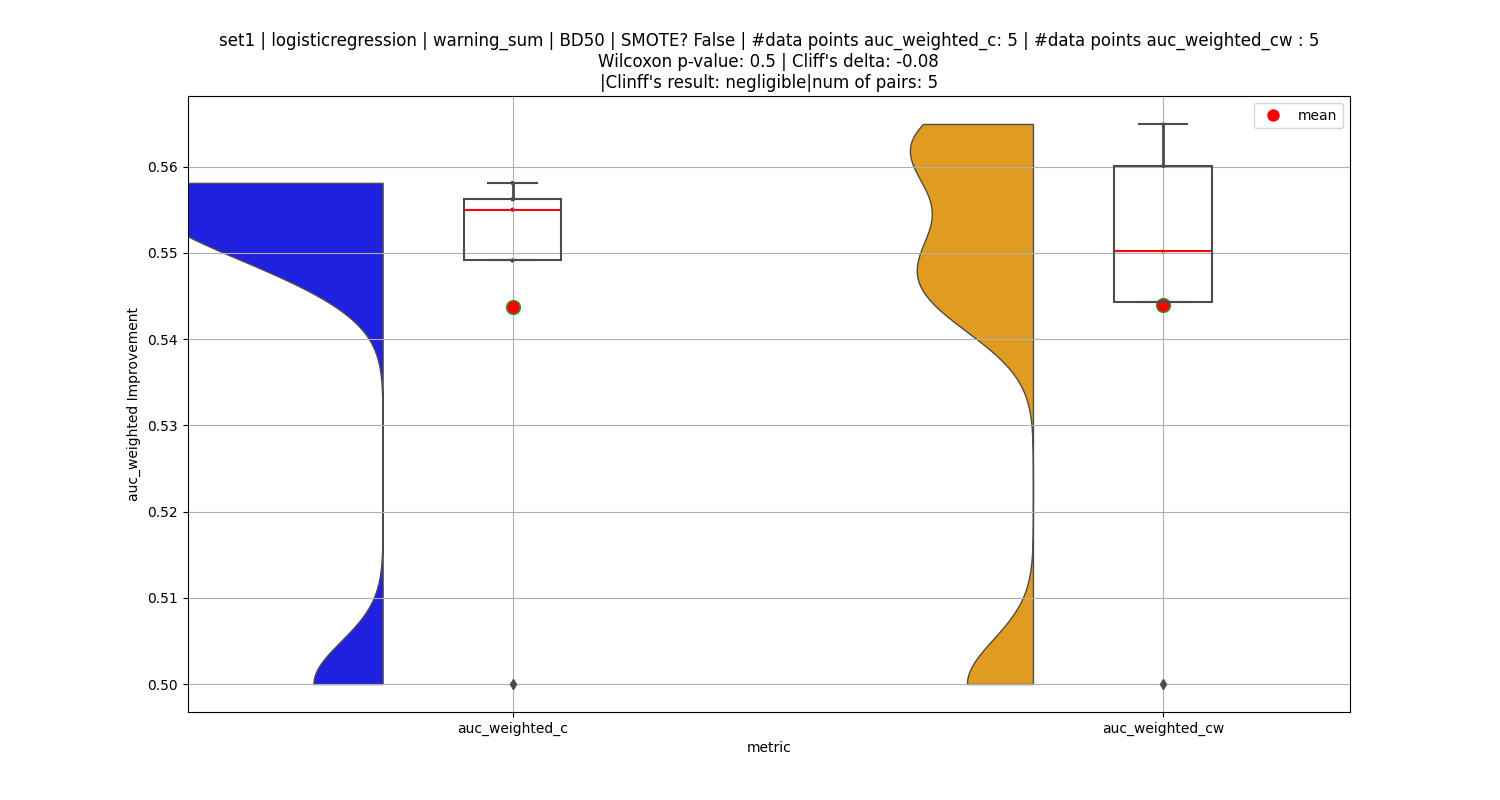 set1 | logisticregression | warning_sum | BD50 | SMOTE? False | #data points auc_weighted_c: 5 | #data points auc_weighted_cw : 5
Wilcoxon p-value: 0.5 | Cliff's delta: -0.08
|Clinff's result: negligible|num of pairs: 5
mean
0.56
0.55
0.54
0.53
0.52
0.51
0.50
auc_weighted Improvement
auc_weighted_c
auc_weighted_cw
metric